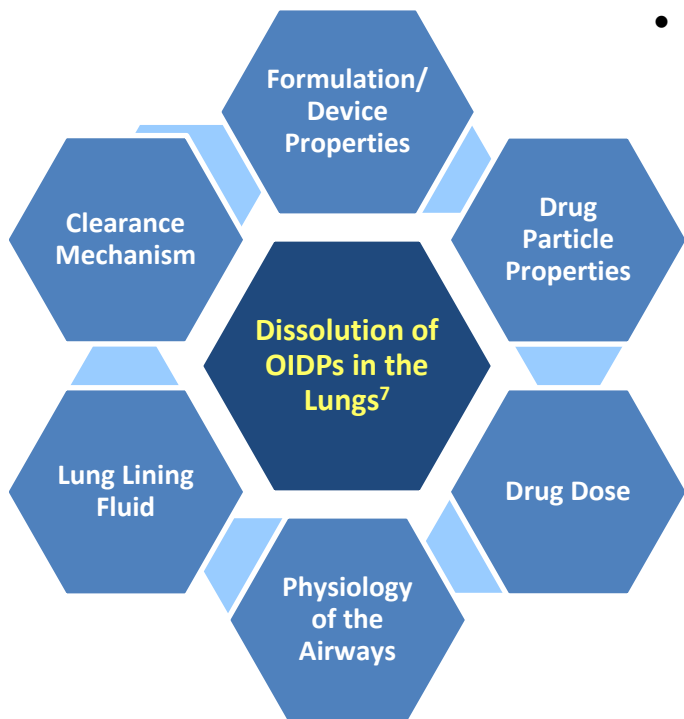 •
Formulation/
Device
Properties
Drug
Particle
Properties
Clearance
Mechanism
Dissolution of
OIDPs in the
Lungs⁷
Lung Lining
Fluid
Drug Dose
Physiology
of the
Airways